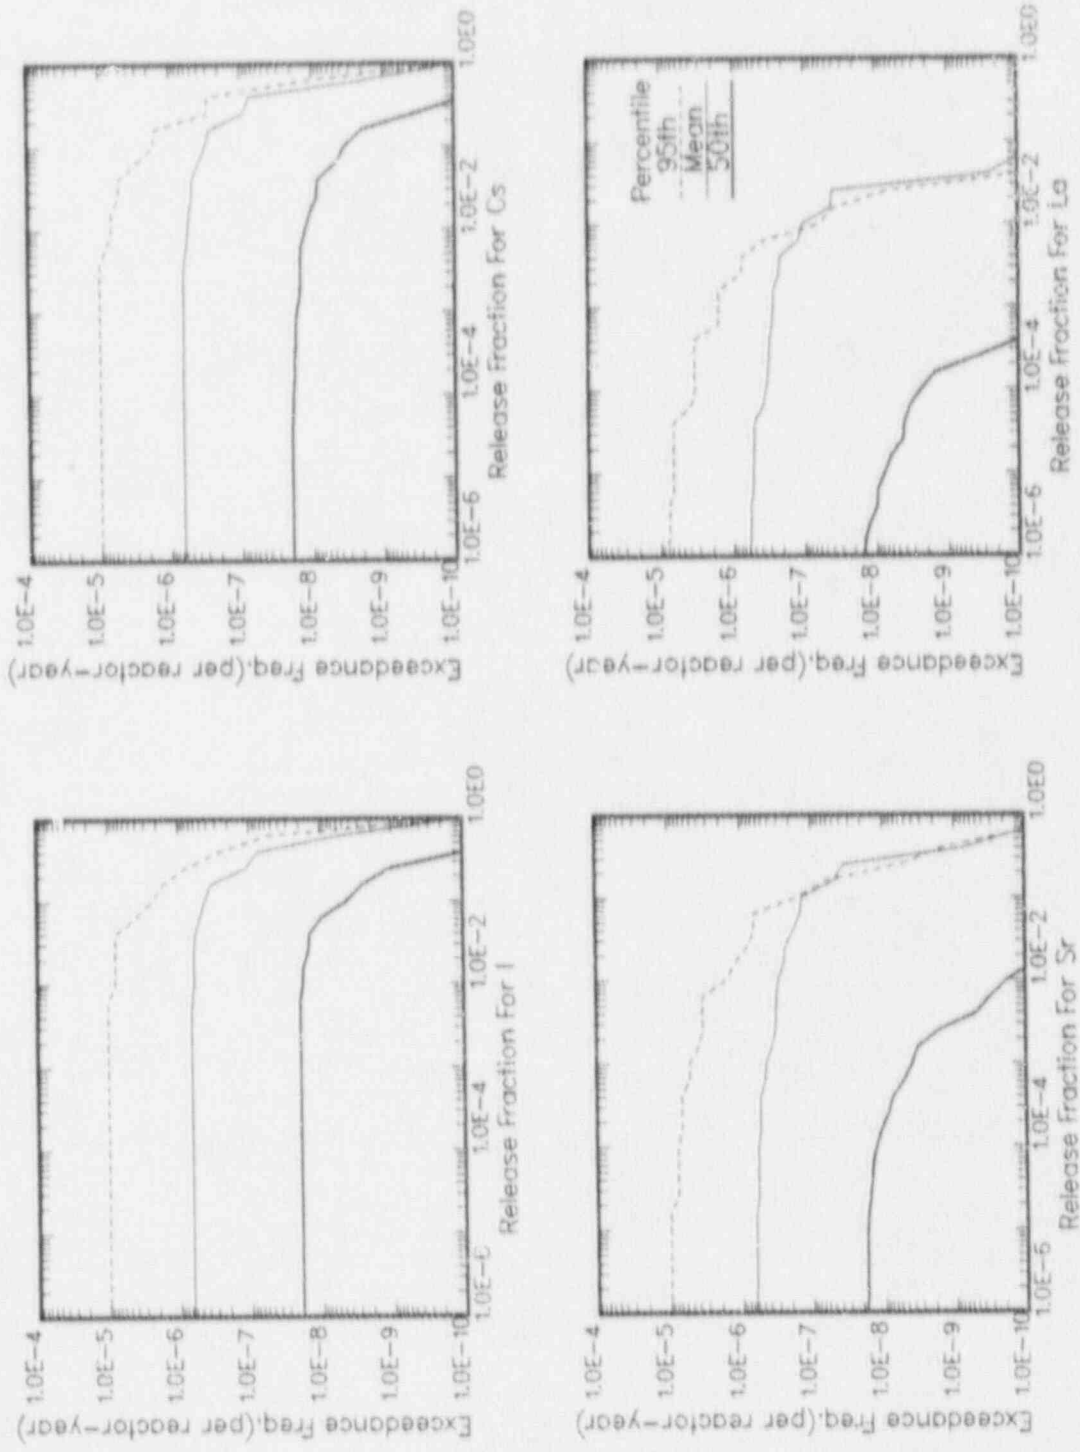 Exceedance Freq.(per reactor-year)
1.0E-4
1.0E-5
1.0E-6
1.0E-7
1.0E-8
1.0E-9
1.0E-10
1.0E-6
1.0E-4
1.0E-2
1.0E0
Release Fraction For I
Exceedance Freq.(per reactor-year)
1.0E-4
1.0E-5
1.0E-6
1.0E-7
1.0E-8
1.0E-9
1.0E-10
1.0E-6
1.0E-4
1.0E-2
1.0E0
Release Fraction For Cs
Exceedance Freq.(per reactor-year)
1.0E-4
1.0E-5
1.0E-6
1.0E-7
1.0E-8
1.0E-9
1.0E-10
1.0E-6
1.0E-4
1.0E-2
1.0E0
Release Fraction For Sr
Exceedance Freq.(per reactor-year)
1.0E-4
1.0E-5
1.0E-6
1.0E-7
1.0E-8
1.0E-9
1.0E-10
Percentile
95th
Mean
50th
1.0E-6
1.0E-4
1.0E-2
1.0E0
Release Fraction For La